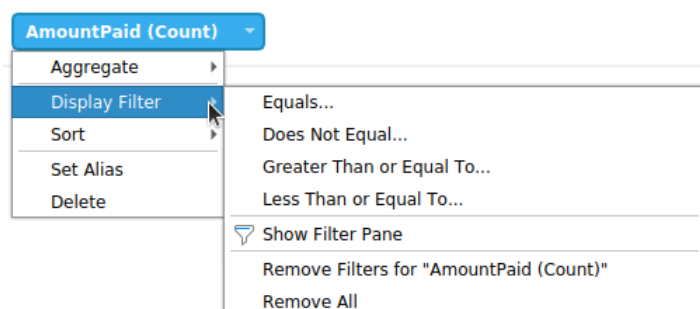 AmountPaid (Count)
Aggregate
Display Filter
Sort
Set Alias
Delete
Equals...
Does Not Equal...
Greater Than or Equal To...
Less Than or Equal To...
Show Filter Pane
Remove Filters for "AmountPaid (Count)"
Remove All